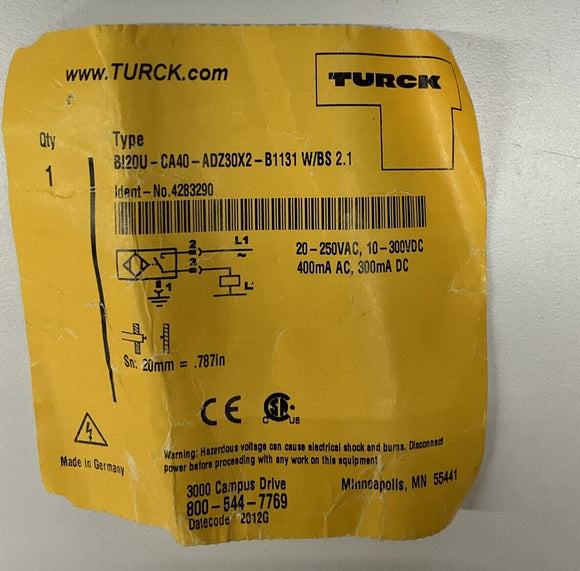 www.TURCK.com
TURCK
Qty
1
Type
BI20U-CA40-ADZ30X2-B1131 W/BS 2.1
Ident-No.4283290
2
L1
~
3
L
1
20-250VAC, 10-300VDC
400mA AC, 300mA DC
Sn: 20mm = .787in
CE
C SA US
Made in Germany
Warning: Hazardous voltage can cause electrical shock and burns. Disconnect
power before proceeding with any work on this equipment
3000 Campus Drive
Minneapolis, MN 55441
800-544-7769
Datecode 2012G